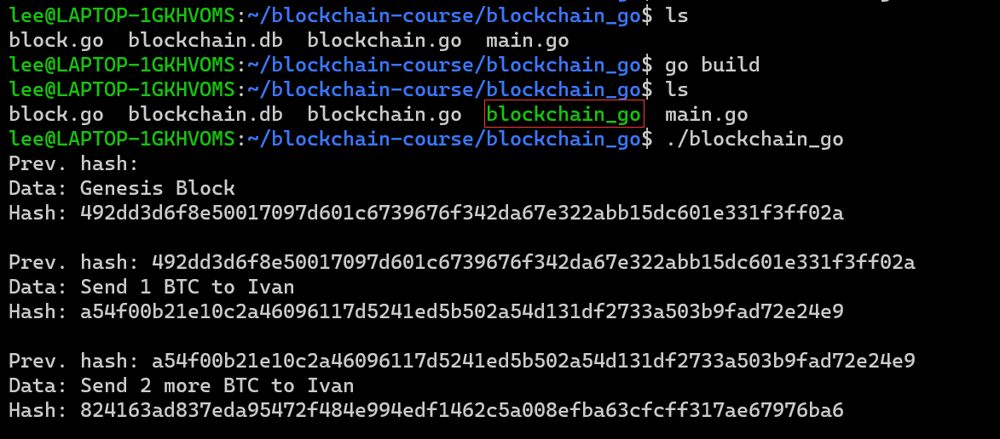 lee@LAPTOP-1GKHVOMS:~/blockchain-course/blockchain_go$ ls
block.go  blockchain.db  blockchain.go  main.go
lee@LAPTOP-1GKHVOMS:~/blockchain-course/blockchain_go$ go build
lee@LAPTOP-1GKHVOMS:~/blockchain-course/blockchain_go$ ls
block.go  blockchain.db  blockchain.go  blockchain_go  main.go
lee@LAPTOP-1GKHVOMS:~/blockchain-course/blockchain_go$ ./blockchain_go
Prev. hash:
Data: Genesis Block
Hash: 492dd3d6f8e50017097d601c6739676f342da67e322abb15dc601e331f3ff02a
Prev. hash: 492dd3d6f8e50017097d601c6739676f342da67e322abb15dc601e331f3ff02a
Data: Send 1 BTC to Ivan
Hash: a54f00b21e10c2a46096117d5241ed5b502a54d131df2733a503b9fad72e24e9
Prev. hash: a54f00b21e10c2a46096117d5241ed5b502a54d131df2733a503b9fad72e24e9
Data: Send 2 more BTC to Ivan
Hash: 824163ad837eda95472f484e994edf1462c5a008efba63cfcff317ae67976ba6